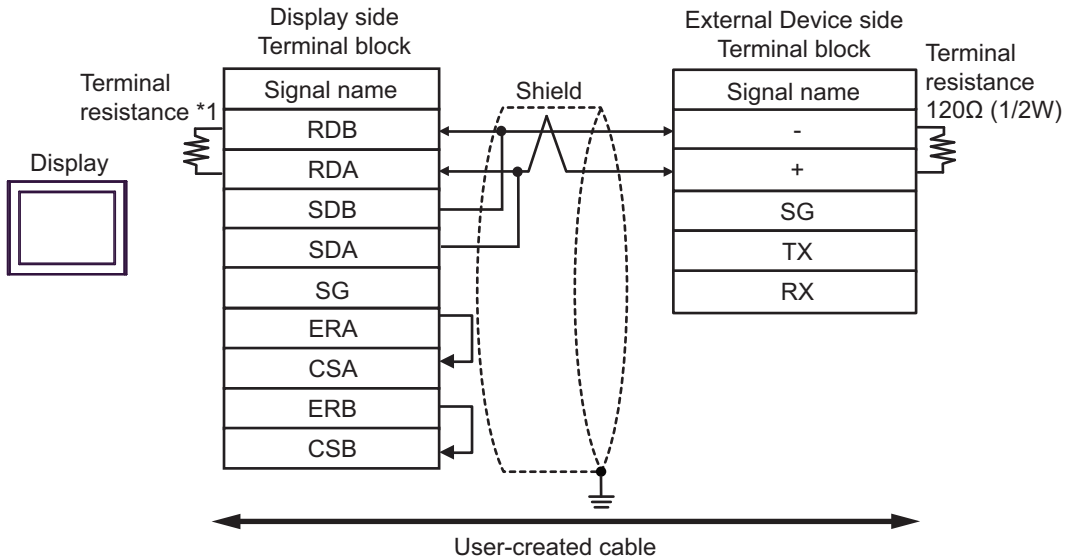 Display side
Terminal block
External Device side
Terminal block
Terminal
resistance *1
Terminal
resistance
120Ω (1/2W)
Display
Shield
Signal name
RDB
RDA
SDB
SDA
SG
ERA
CSA
ERB
CSB
Signal name
-
+
SG
TX
RX
User-created cable